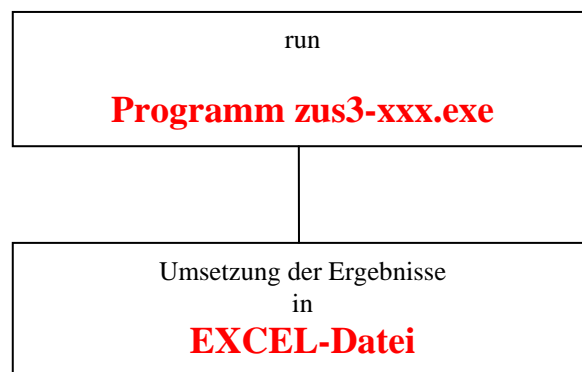 run
Programm zus3-xxx.exe
Umsetzung der Ergebnisse
in
EXCEL-Datei